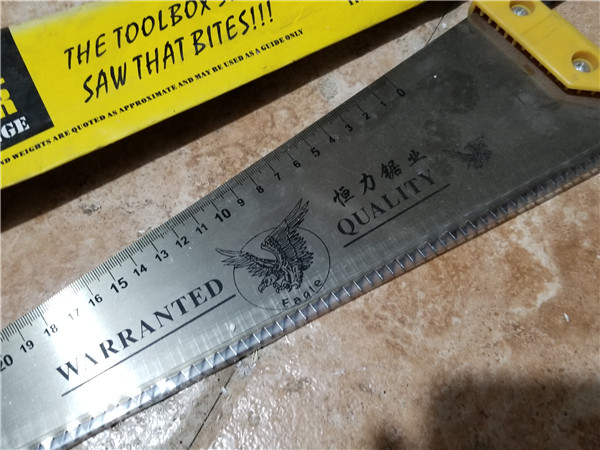 THE TOOLBOX
SAW THAT BITES!!!
WEIGHTS ARE QUOTED AS APPROXIMATE AND MAY BE USED AS A GUIDE ONLY
0 1 2 3 4 5 6 7 8 9 10 11 12 13 14 15 16 17 18 19 20
恒力锯业
WARRANTED
QUALITY
Eagle